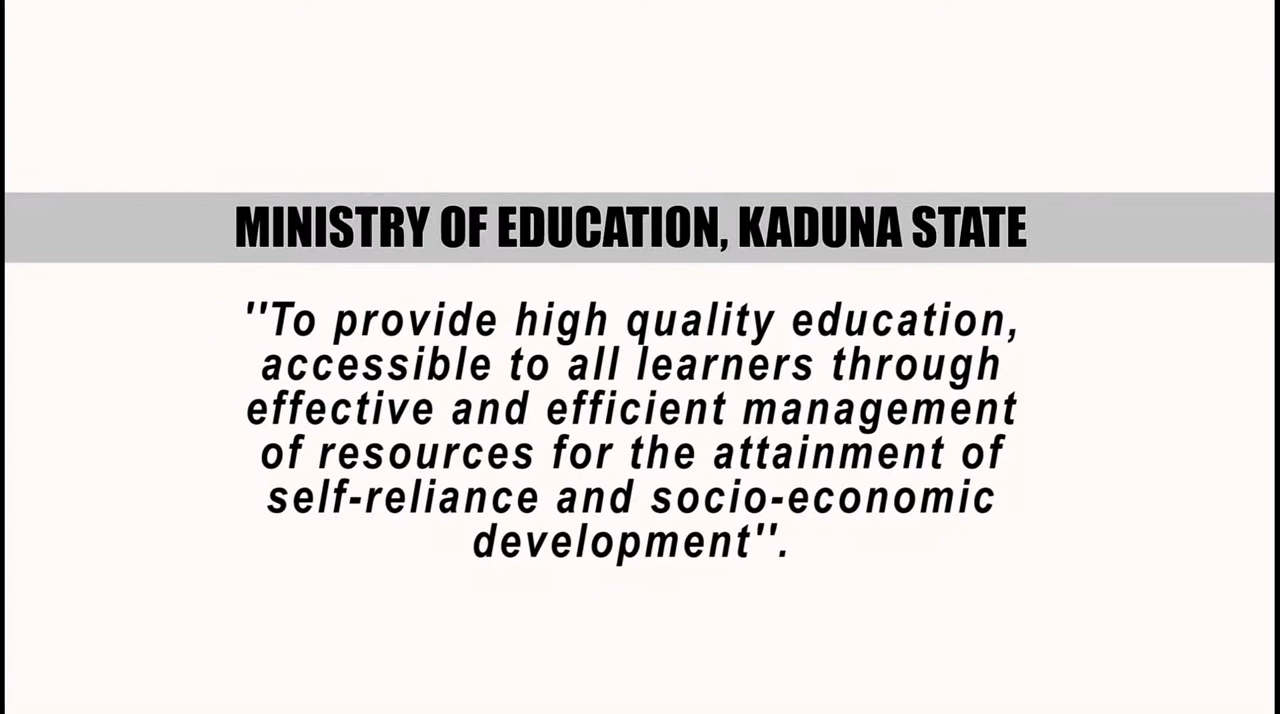 MINISTRY OF EDUCATION, KADUNA STATE
''To provide high quality education,
accessible to all learners through
effective and efficient management
of resources for the attainment of
self-reliance and socio-economic
development''.